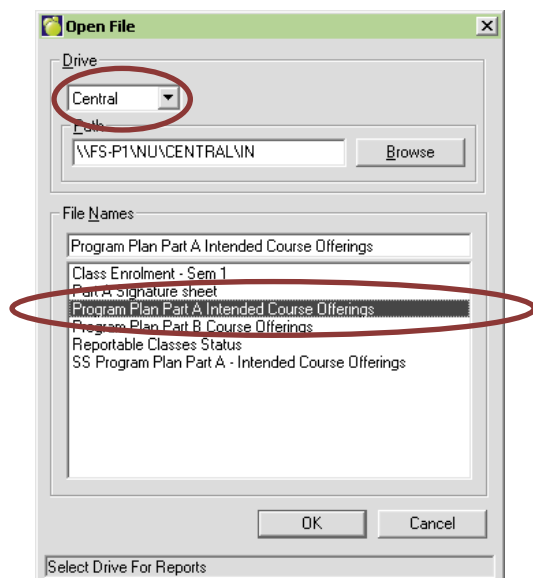 Open File
Drive
Central
Path
\\FS-P1\NU\CENTRAL\IN
Browse
File Names
Program Plan Part A Intended Course Offerings
Class Enrolment - Sem 1
Part A Signature sheet
Program Plan Part A Intended Course Offerings
Program Plan Part B Course Offerings
Reportable Classes Status
SS Program Plan Part A - Intended Course Offerings
OK
Cancel
Select Drive For Reports